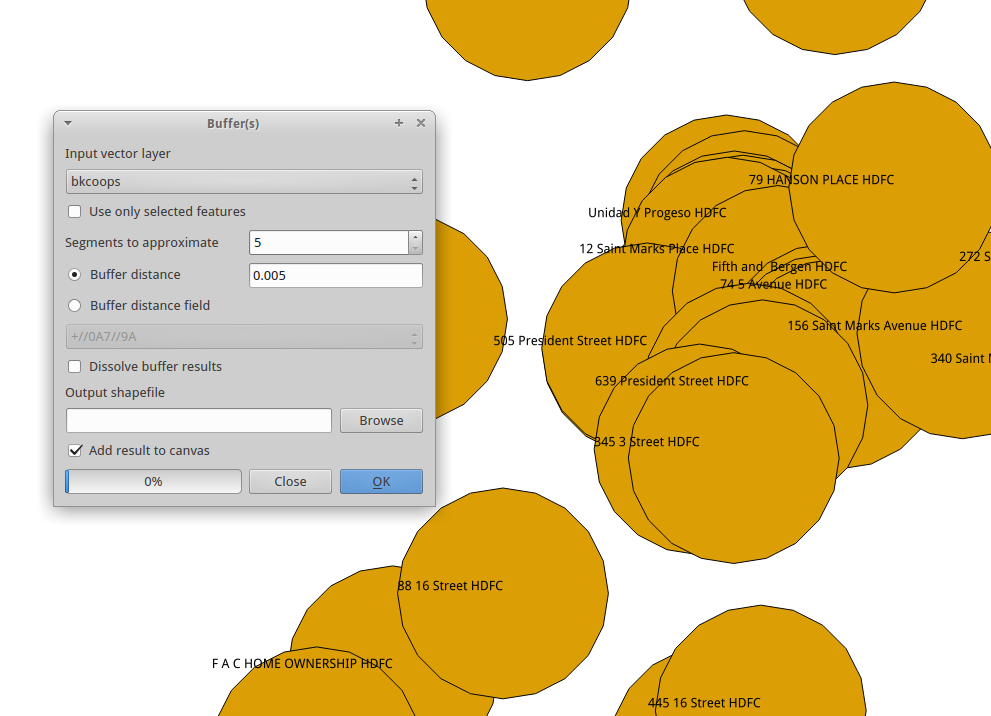 Buffer(s)
Input vector layer
bkcoops
Use only selected features
Segments to approximate
5
Buffer distance
0.005
Buffer distance field
+//0A7//9A
Dissolve buffer results
Output shapefile
Browse
Add result to canvas
0%
Close
OK
79 HANSON PLACE HDFC
Unidad Y Progeso HDFC
12 Saint Marks Place HDFC
272 S
Fifth and  Bergen HDFC
74 5 Avenue HDFC
156 Saint Marks Avenue HDFC
505 President Street HDFC
340 Saint
639 President Street HDFC
345 3 Street HDFC
88 16 Street HDFC
F A C HOME OWNERSHIP HDFC
445 16 Street HDFC